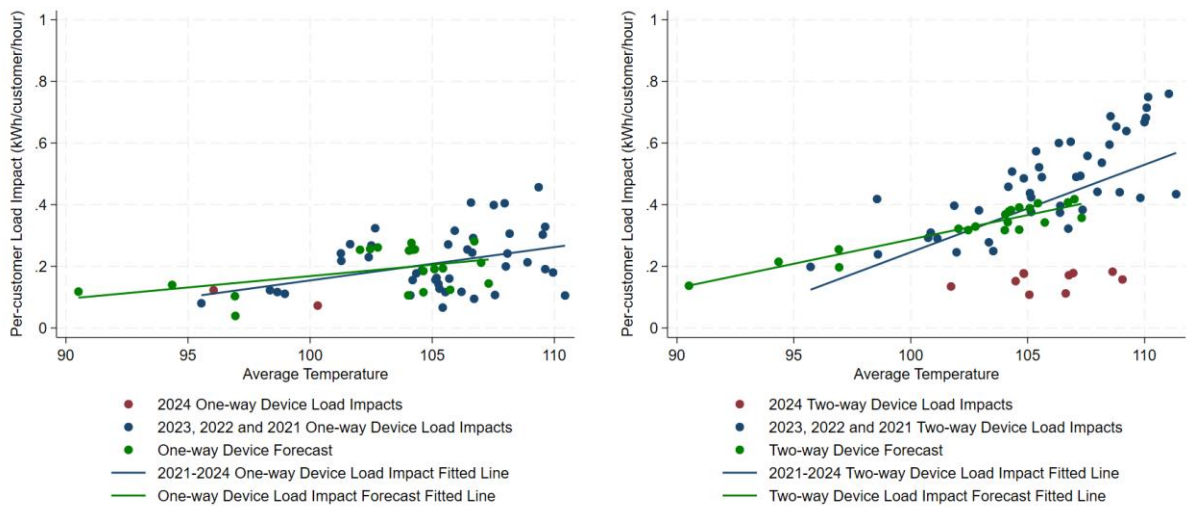 Per-customer Load Impact (kWh/customer/hour)
1
.8
.6
.4
.2
0
90 95 100 105 110
Average Temperature
2024 One-way Device Load Impacts
2023, 2022 and 2021 One-way Device Load Impacts
One-way Device Forecast
2021-2024 One-way Device Load Impact Fitted Line
One-way Device Load Impact Forecast Fitted Line
Per-customer Load Impact (kWh/customer/hour)
1
.8
.6
.4
.2
0
90 95 100 105 110
Average Temperature
2024 Two-way Device Load Impacts
2023, 2022 and 2021 Two-way Device Load Impacts
Two-way Device Forecast
2021-2024 Two-way Device Load Impact Fitted Line
Two-way Device Load Impact Forecast Fitted Line